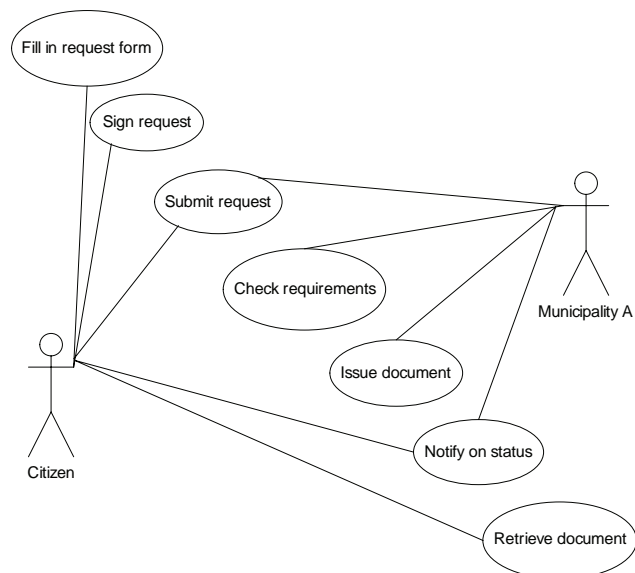 Fill in request form
Sign request
Submit request
Check requirements
Municipality A
Issue document
Notify on status
Citizen
Retrieve document